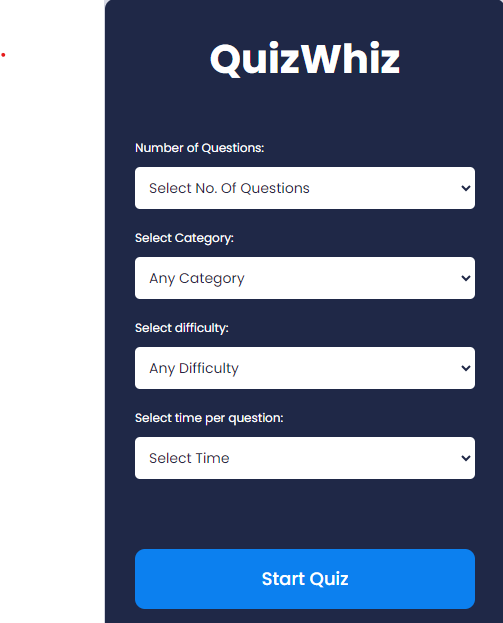 QuizWhiz
Number of Questions:
Select No. Of Questions
Select Category:
Any Category
Select difficulty:
Any Difficulty
Select time per question:
Select Time
Start Quiz